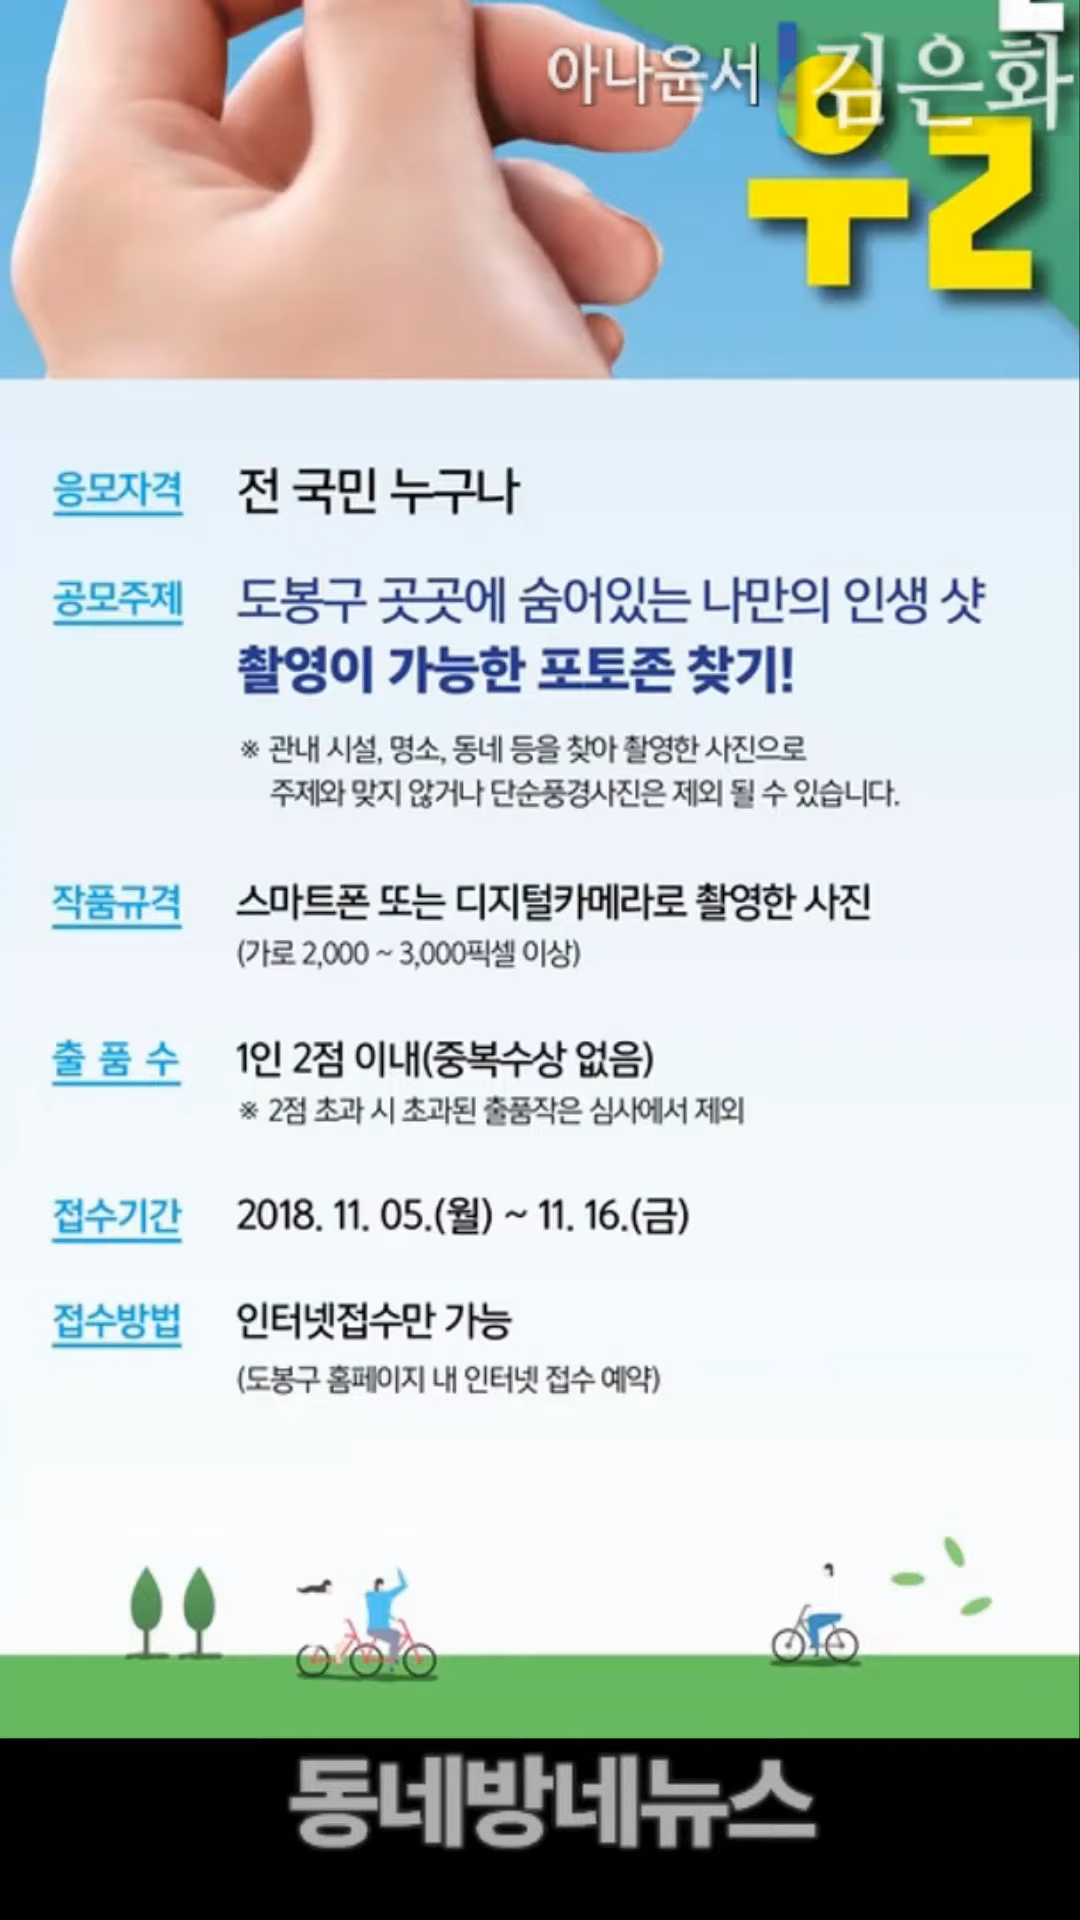 아나운서 김은화
우리
응모자격 전 국민 누구나
공모주제 도봉구 곳곳에 숨어있는 나만의 인생 샷
촬영이 가능한 포토존 찾기!
※ 관내 시설, 명소, 동네 등을 찾아 촬영한 사진으로
주제와 맞지 않거나 단순풍경사진은 제외 될 수 있습니다.
작품규격 스마트폰 또는 디지털카메라로 촬영한 사진
(가로 2,000 ~ 3,000픽셀 이상)
출 품 수 1인 2점 이내(중복수상 없음)
※ 2점 초과 시 초과된 출품작은 심사에서 제외
접수기간 2018. 11. 05.(월) ~ 11. 16.(금)
접수방법 인터넷접수만 가능
(도봉구 홈페이지 내 인터넷 접수 예약)
동네방네뉴스